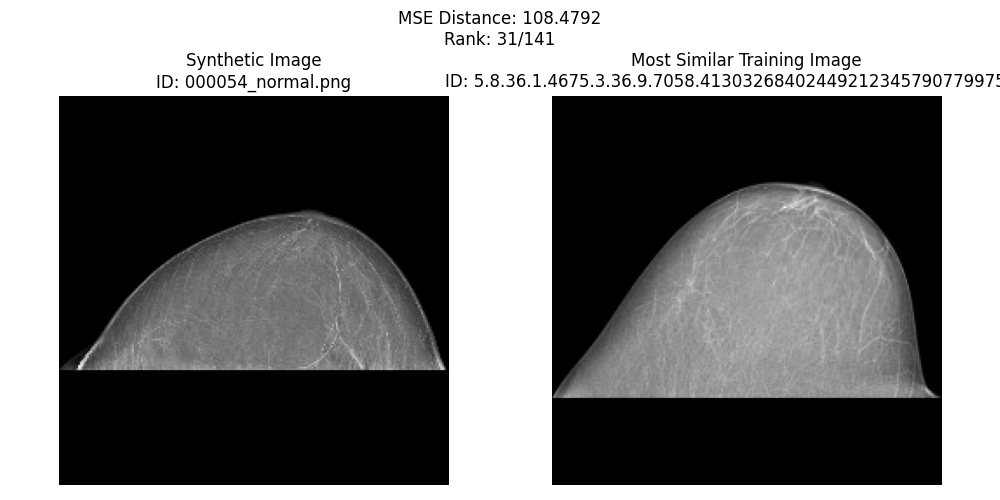 MSE Distance: 108.4792
Rank: 31/141
Synthetic Image
ID: 000054_normal.png
Most Similar Training Image
ID: 5.8.36.1.4675.3.36.9.7058.41303268402449212345790779975